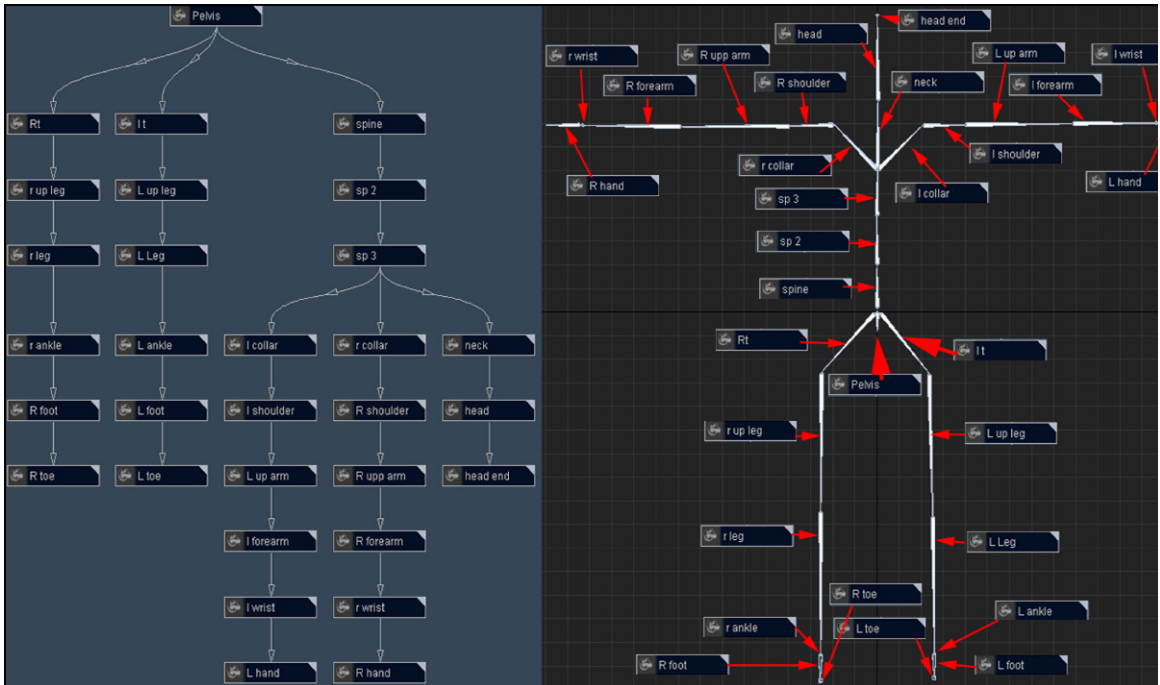 Pelvis
Rt
l t
spine
r up leg
L up leg
sp 2
r leg
L Leg
sp 3
r ankle
L ankle
l collar
r collar
neck
R foot
L foot
l shoulder
R shoulder
head
R toe
L toe
L up arm
R upp arm
head end
l forearm
R forearm
l wrist
r wrist
L hand
R hand
head end
head
r wrist
R upp arm
L up arm
l wrist
R forearm
R shoulder
neck
l forearm
l shoulder
r collar
R hand
l collar
L hand
sp 3
sp 2
spine
Rt
l t
Pelvis
r up leg
L up leg
r leg
L Leg
R toe
L ankle
r ankle
L toe
R foot
L foot